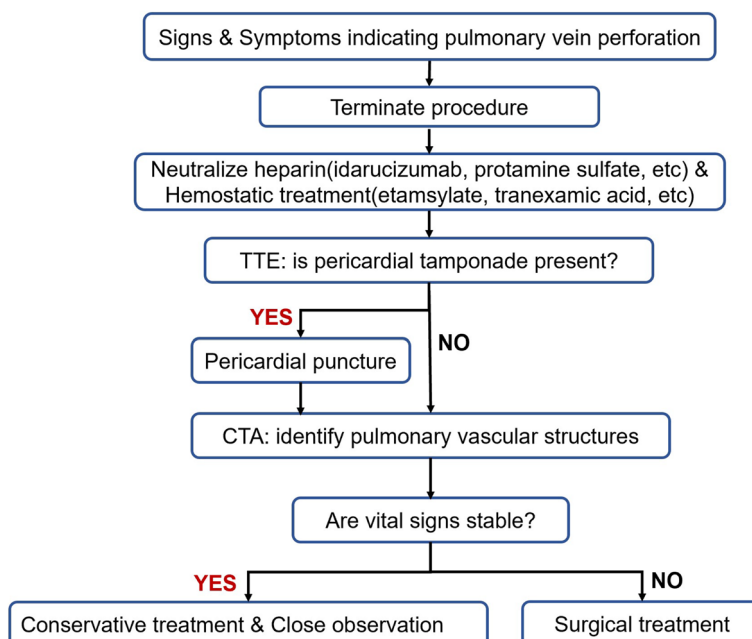 Signs & Symptoms indicating pulmonary vein perforation
Terminate procedure
Neutralize heparin(idarucizumab, protamine sulfate, etc) &
Hemostatic treatment(etamsylate, tranexamic acid, etc)
TTE: is pericardial tamponade present?
YES
NO
Pericardial puncture
CTA: identify pulmonary vascular structures
Are vital signs stable?
YES
NO
Conservative treatment & Close observation
Surgical treatment